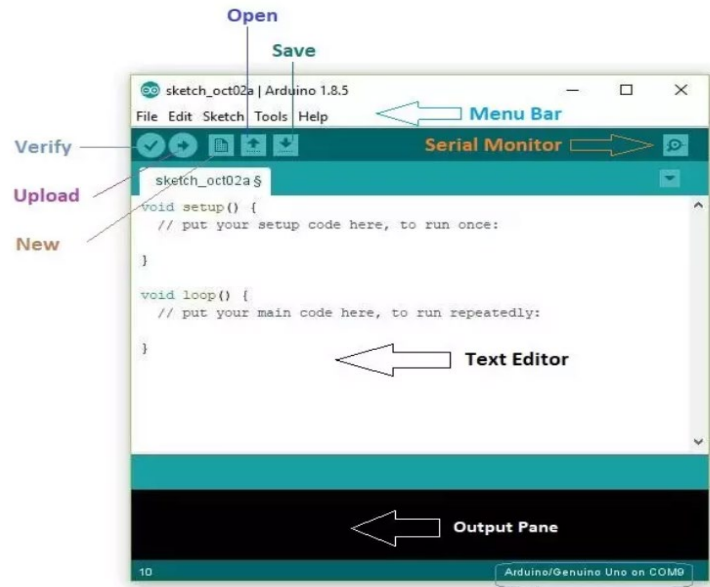 Open
Save
sketch_oct02a | Arduino 1.8.5
File Edit Sketch Tools Help
Menu Bar
Verify
Serial Monitor
Upload
sketch_oct02a §
New
void setup() {
// put your setup code here, to run once:
}
void loop() {
// put your main code here, to run repeatedly:
}
Text Editor
Output Pane
10
Arduino/Genuino Uno on COM9